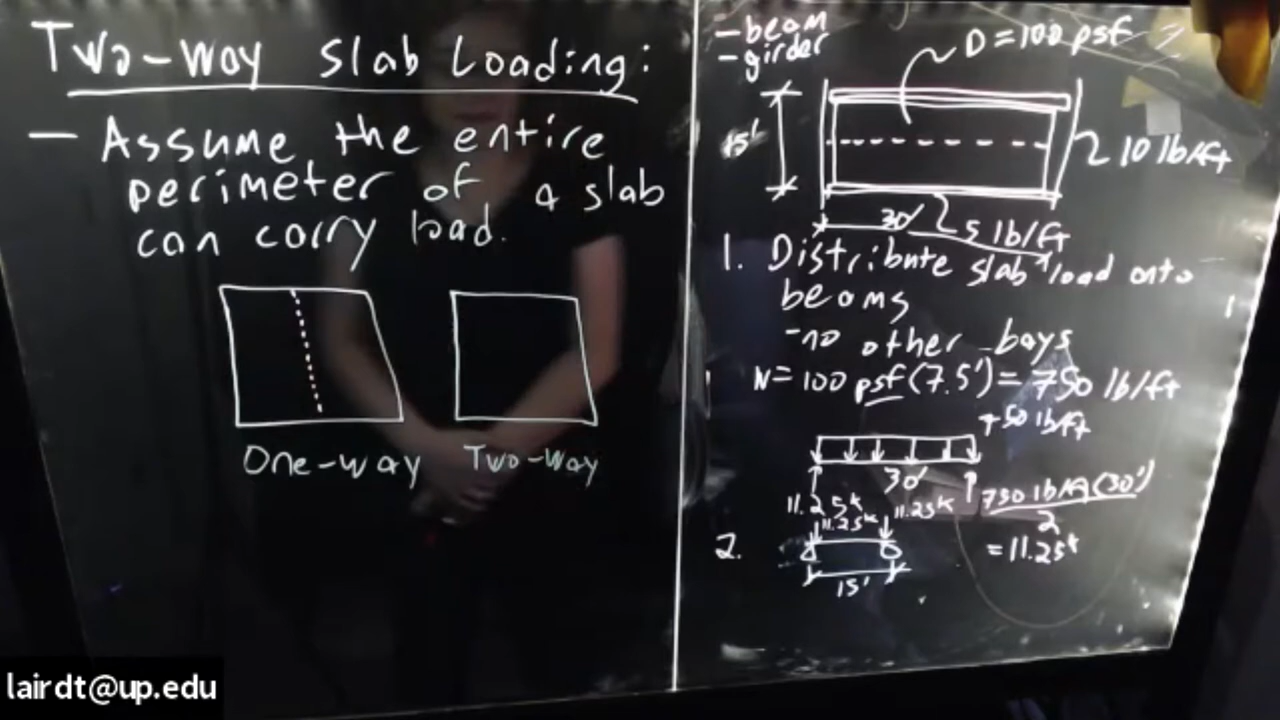 Two-way slab Loading:
- Assume the entire
perimeter of a slab
can carry load.
One-way
Two-Way
-beam
-girder
D=100 psf
15'
10 lb/ft
30'
5 lb/ft
1. Distribute slab load onto
beams
-no other bays
W=100 psf(7.5')=750 lb/ft
750 lb/ft
30'
11.25k
750 lb/ft(30')
2
=11.25k
11.25k
11.25k
2.
15'